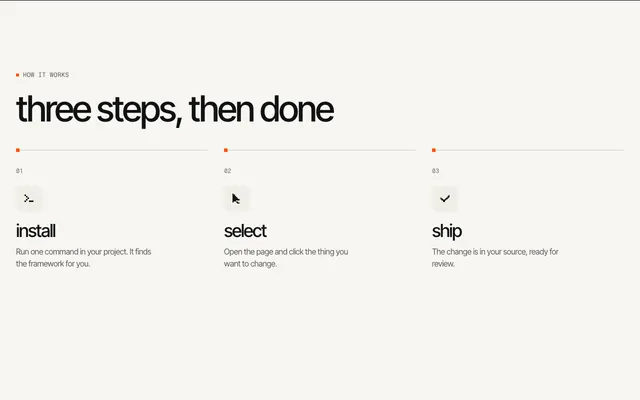 HOW IT WORKS
three steps, then done
01
02
03
install
select
ship
Run one command in your project. It finds
the framework for you.
Open the page and click the thing you
want to change.
The change is in your source, ready for
review.